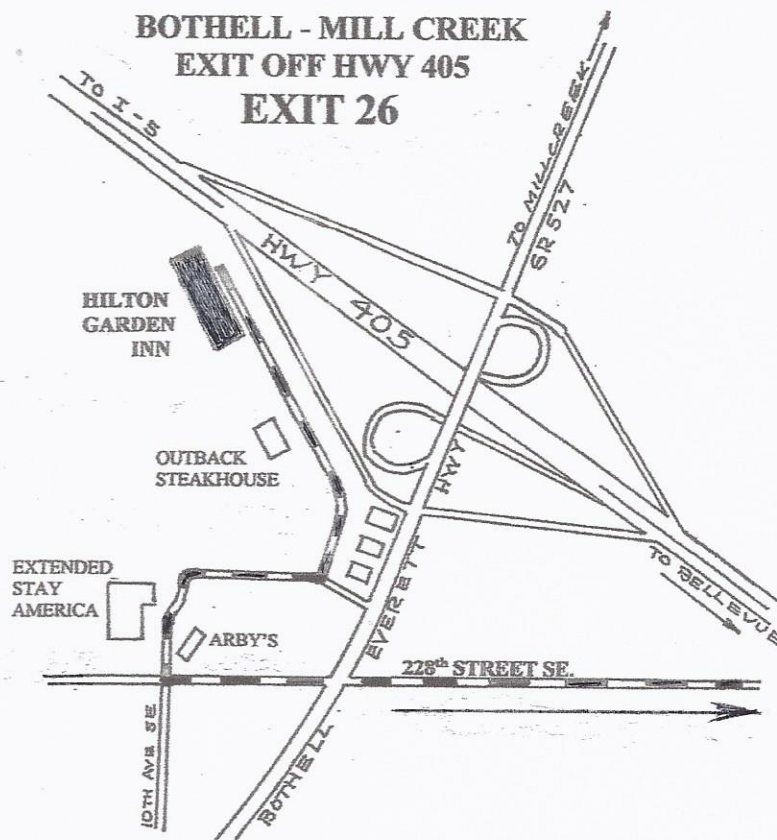 BOTHELL - MILL CREEK
EXIT OFF HWY 405
EXIT 26
TO I-5
TO MILLCREEK
SR 527
HWY 405
HILTON
GARDEN
INN
OUTBACK
STEAKHOUSE
HWY
EXTENDED
STAY
AMERICA
ARBY'S
EVERETT
TO BELLEVUE
228th STREET SE.
10TH AVE SE
BOTHELL